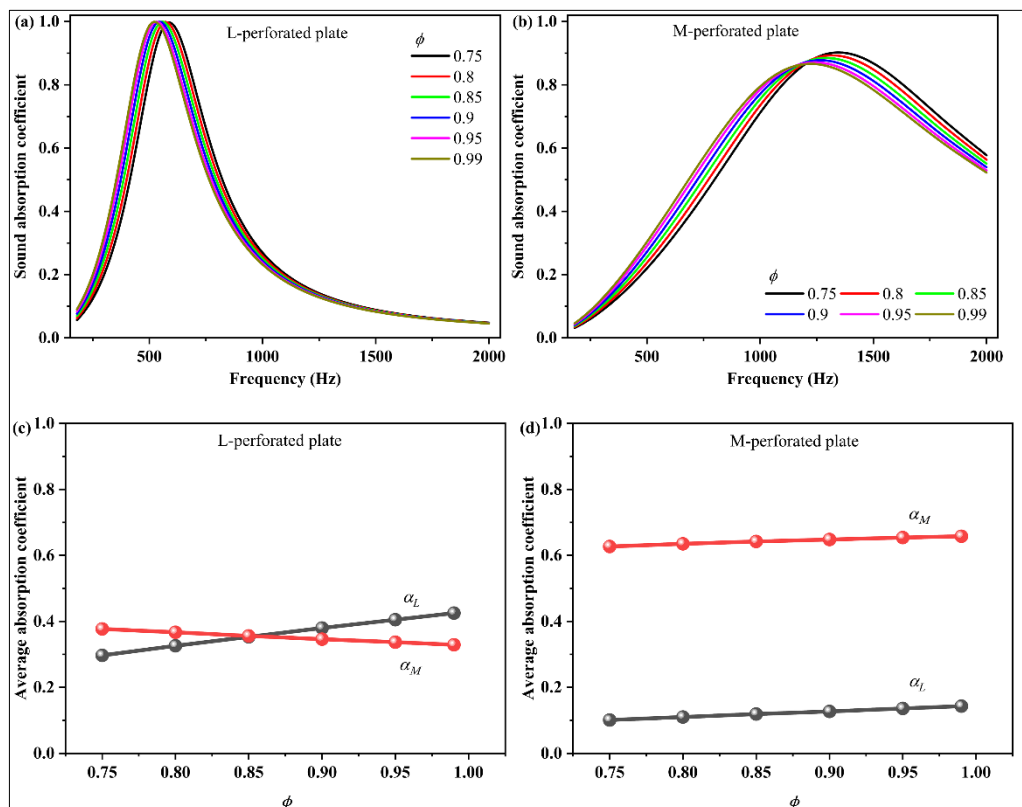 (a)
L-perforated plate
ϕ
0.75
0.8
0.85
0.9
0.95
0.99
1.0
0.8
0.6
0.4
0.2
0.0
Sound absorption coefficient
500 1000 1500 2000
Frequency (Hz)
(b)
M-perforated plate
ϕ
0.75 0.8 0.85
0.9 0.95 0.99
1.0
0.8
0.6
0.4
0.2
0.0
Sound absorption coefficient
500 1000 1500 2000
Frequency (Hz)
(c)
L-perforated plate
α_L
α_M
1.0
0.8
0.6
0.4
0.2
0.0
Average absorption coefficient
0.75 0.80 0.85 0.90 0.95 1.00
ϕ
(d)
M-perforated plate
α_M
α_L
1.0
0.8
0.6
0.4
0.2
0.0
Average absorption coefficient
0.75 0.80 0.85 0.90 0.95 1.00
ϕ